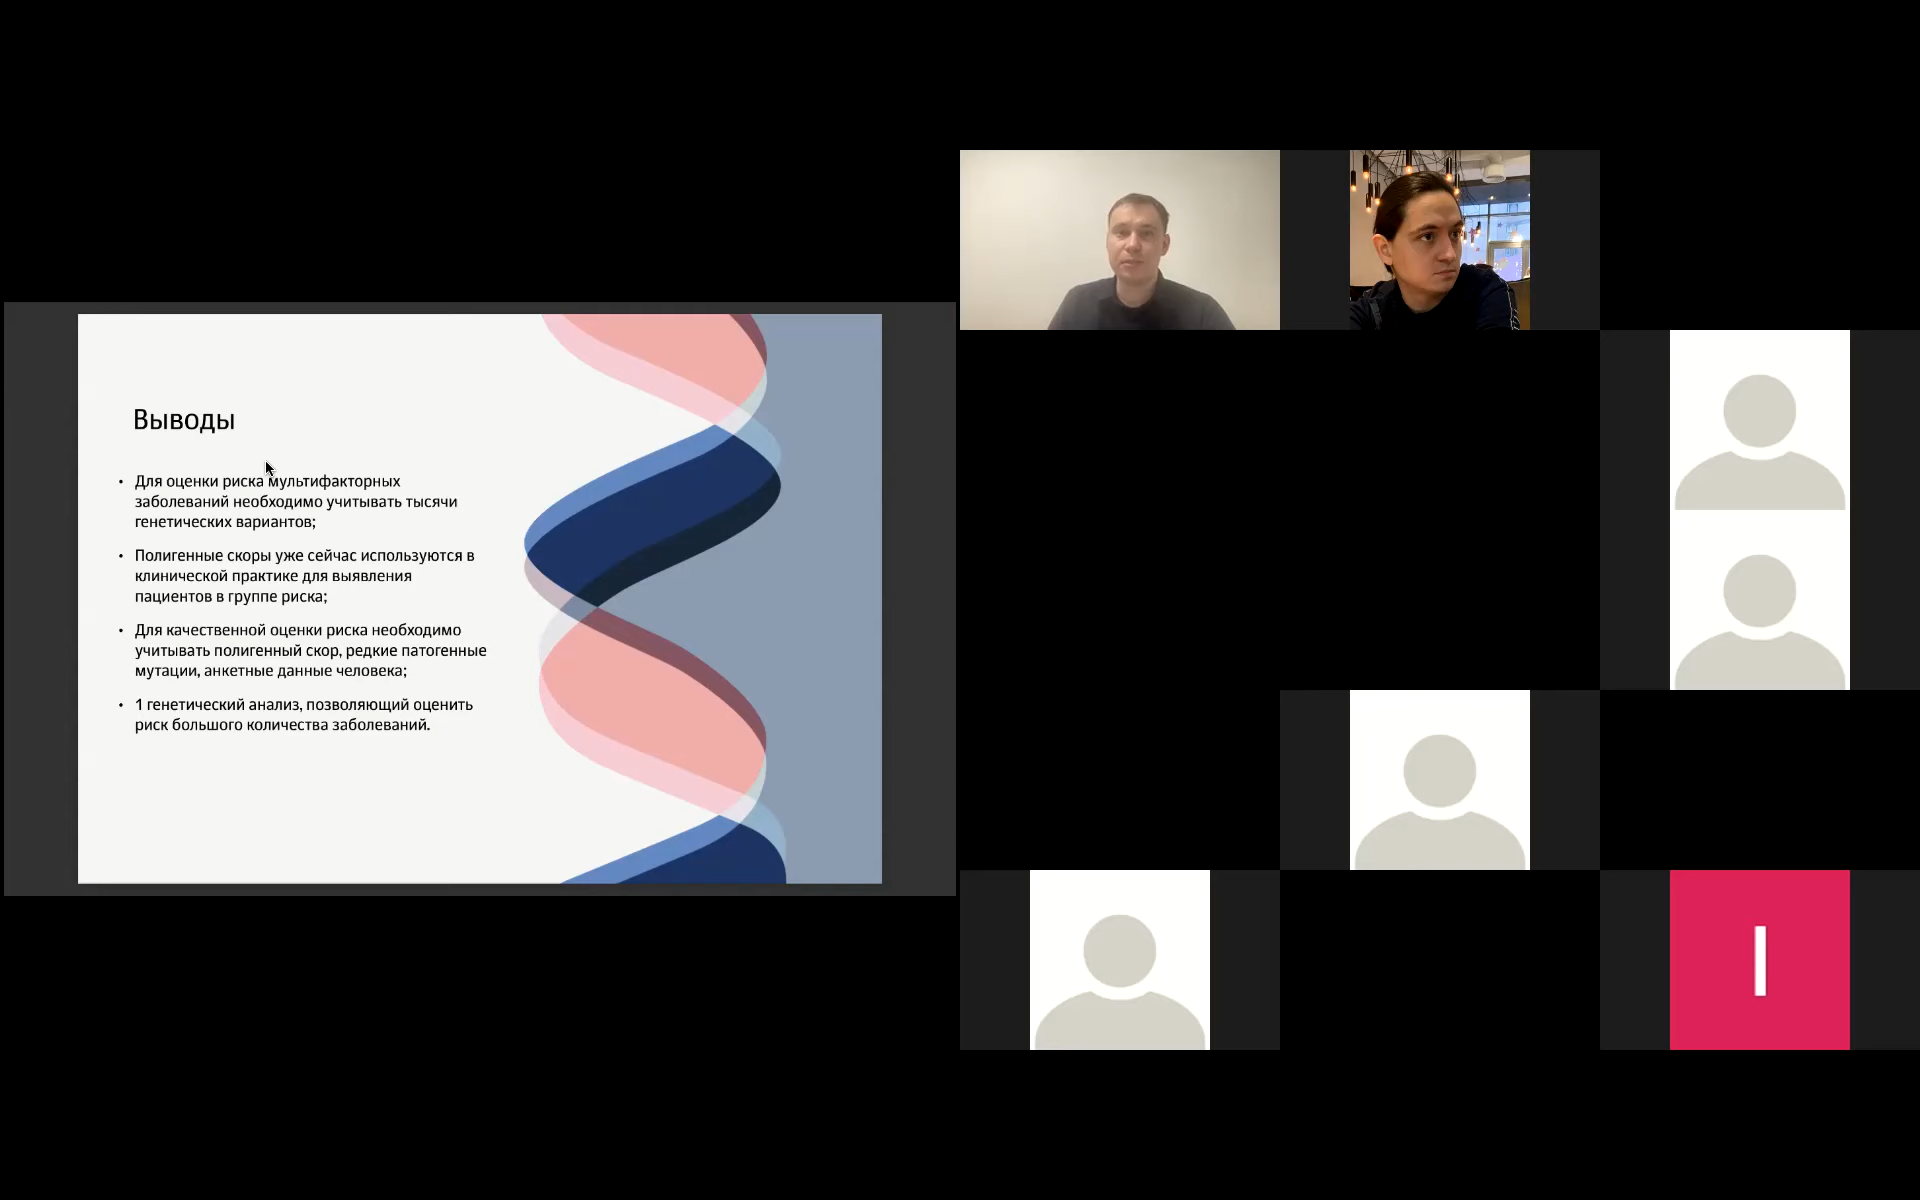 Выводы
• Для оценки риска мультифакторных
заболеваний необходимо учитывать тысячи
генетических вариантов;
• Полигенные скоры уже сейчас используются в
клинической практике для выявления
пациентов в группе риска;
• Для качественной оценки риска необходимо
учитывать полигенный скор, редкие патогенные
мутации, анкетные данные человека;
• 1 генетический анализ, позволяющий оценить
риск большого количества заболеваний.
I